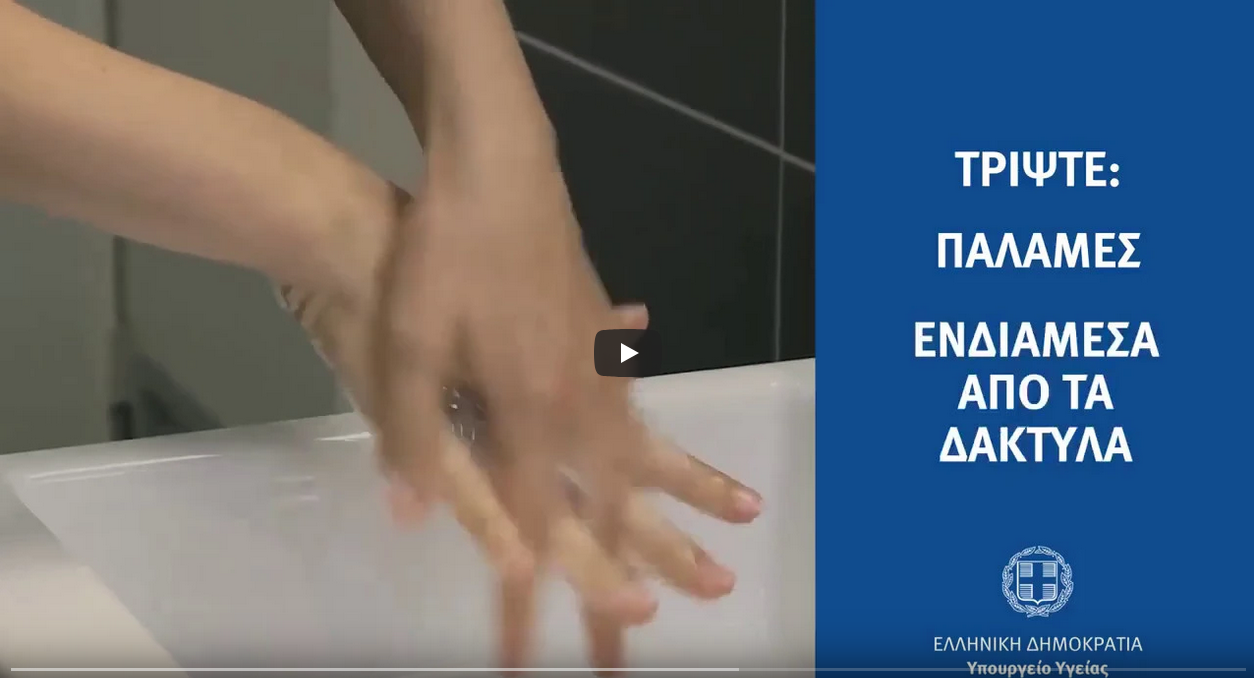 ΤΡΙΨΤΕ:
ΠΑΛΑΜΕΣ
ΕΝΔΙΑΜΕΣΑ
ΑΠΟ ΤΑ
ΔΑΚΤΥΛΑ
ΕΛΛΗΝΙΚΗ ΔΗΜΟΚΡΑΤΙΑ
Υπουργείο Υγείας